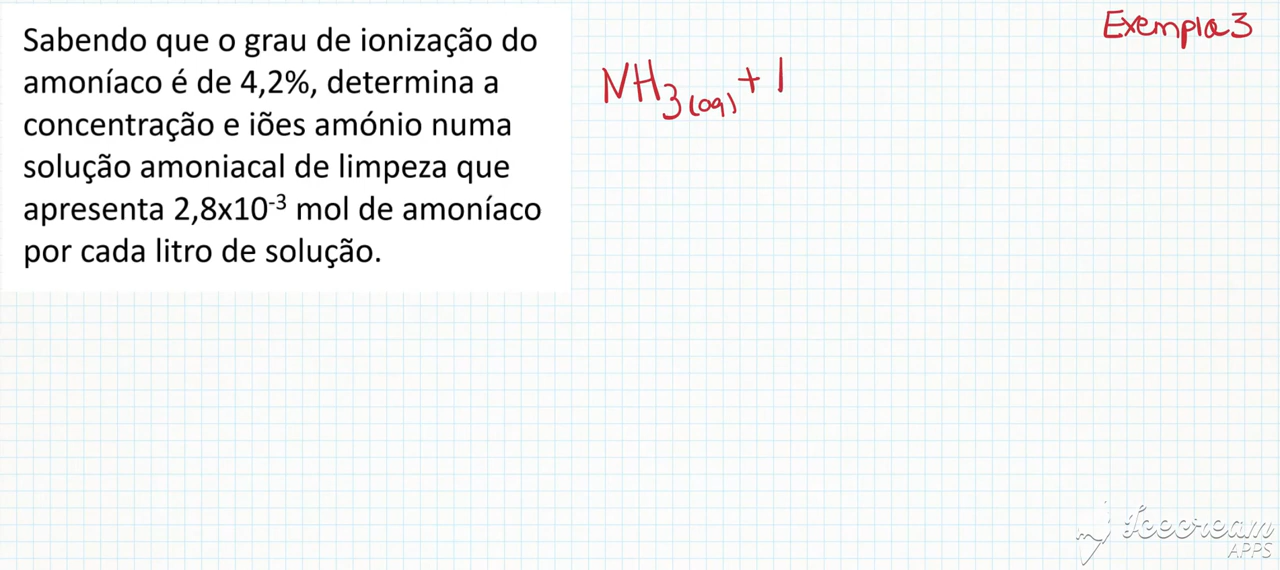 Exemplo 3
Sabendo que o grau de ionização do
amoníaco é de 4,2%, determina a
concentração e iões amónio numa
solução amoniacal de limpeza que
apresenta 2,8x10⁻³ mol de amoníaco
por cada litro de solução.
NH₃(aq) + l
Icecream
APPS